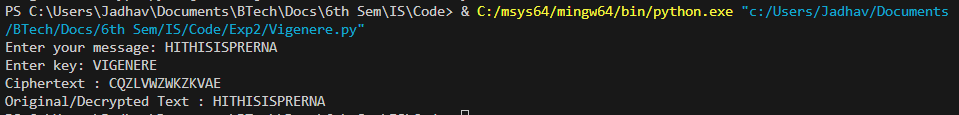 PS C:\Users\Jadhav\Documents\BTech\Docs\6th Sem\IS\Code> & C:/msys64/mingw64/bin/python.exe "c:/Users/Jadhav/Documents
/BTech/Docs/6th Sem/IS/Code/Exp2/Vigenere.py"
Enter your message: HITHISISPRERNA
Enter key: VIGENERE
Ciphertext : CQZLVWZWKZKVAE
Original/Decrypted Text : HITHISISPRERNA